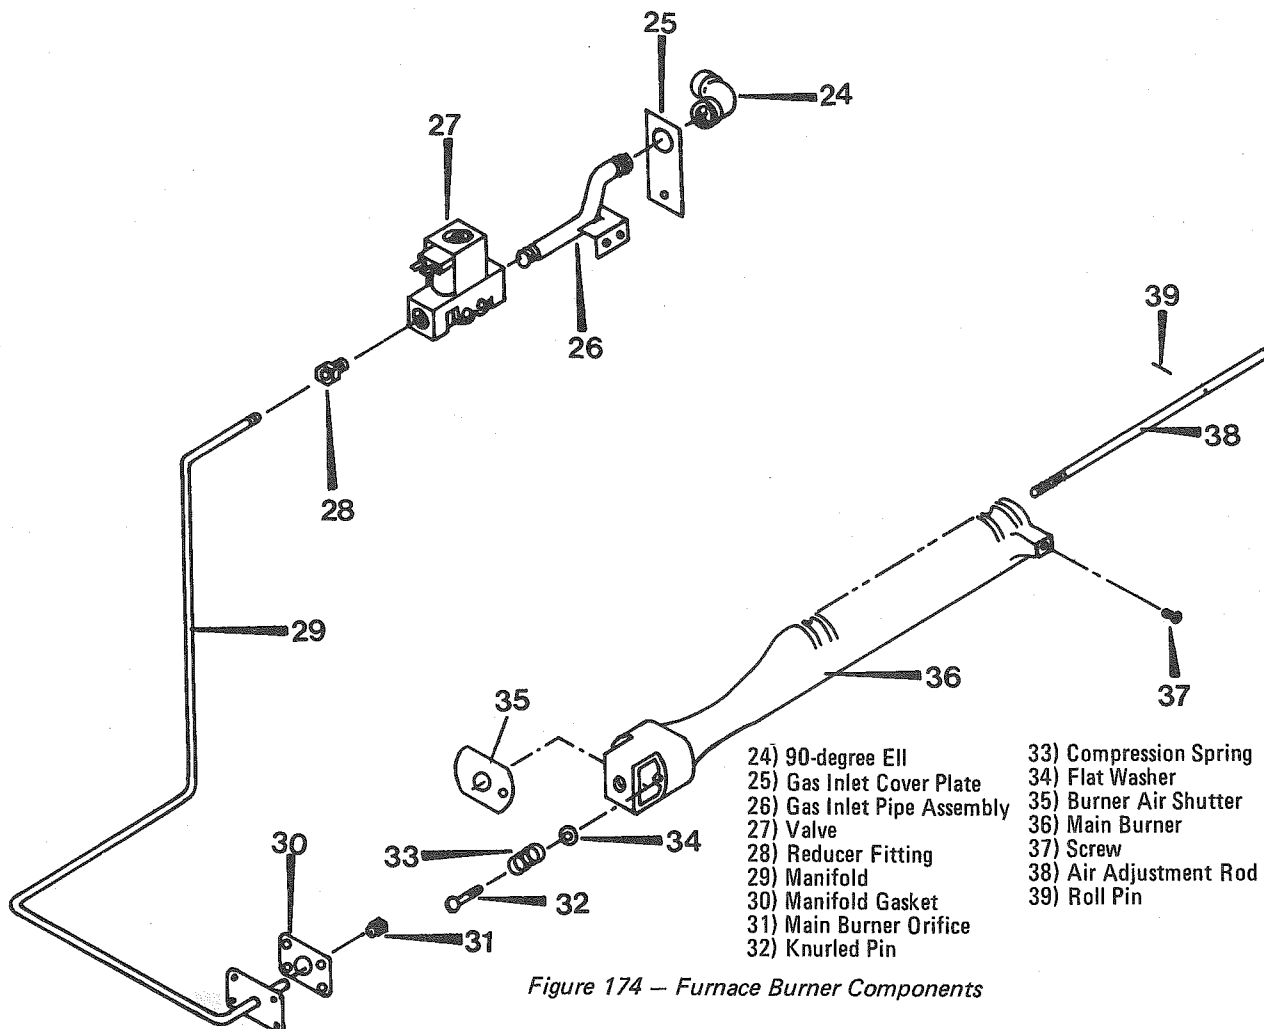 25
24
27
39
26
38
28
29
36
37
35
34
33
32
30
31
24) 90-degree Ell
25) Gas Inlet Cover Plate
26) Gas Inlet Pipe Assembly
27) Valve
28) Reducer Fitting
29) Manifold
30) Manifold Gasket
31) Main Burner Orifice
32) Knurled Pin
33) Compression Spring
34) Flat Washer
35) Burner Air Shutter
36) Main Burner
37) Screw
38) Air Adjustment Rod
39) Roll Pin
Figure 174 – Furnace Burner Components